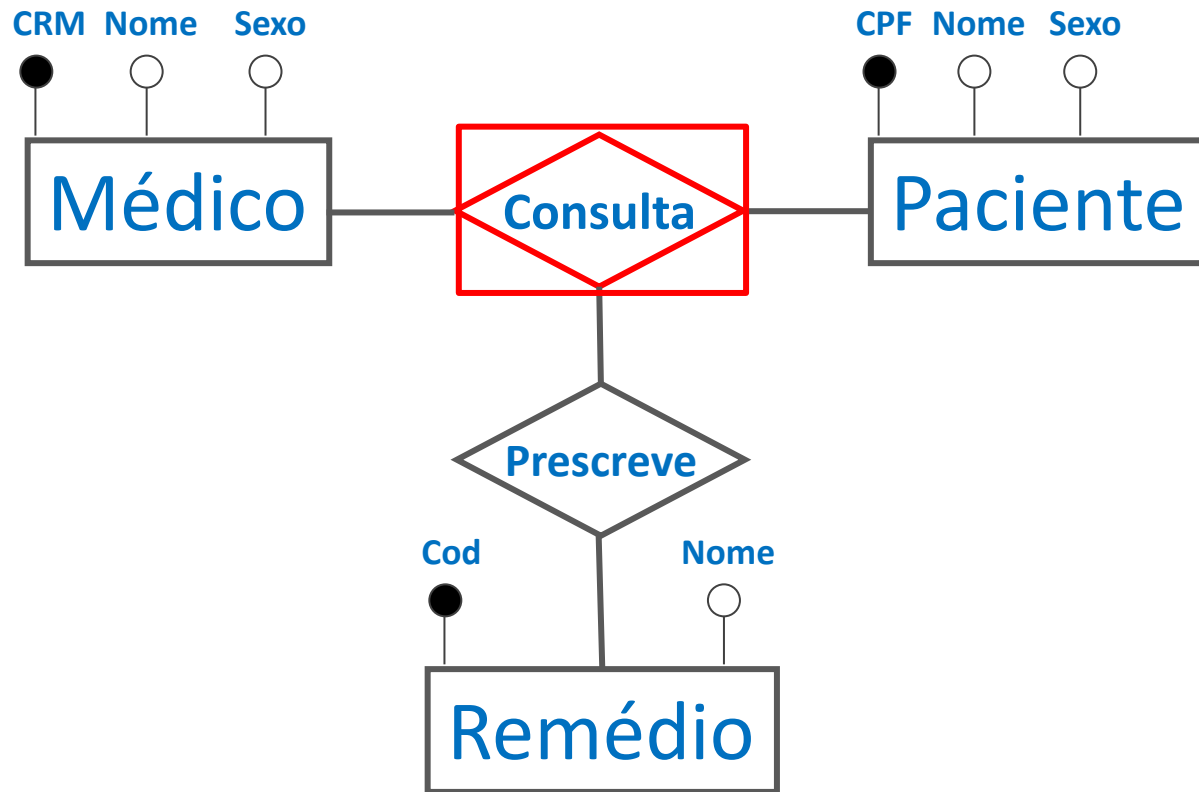 CRM Nome Sexo
CPF Nome Sexo
Médico
Consulta
Paciente
Prescreve
Cod
Nome
Remédio